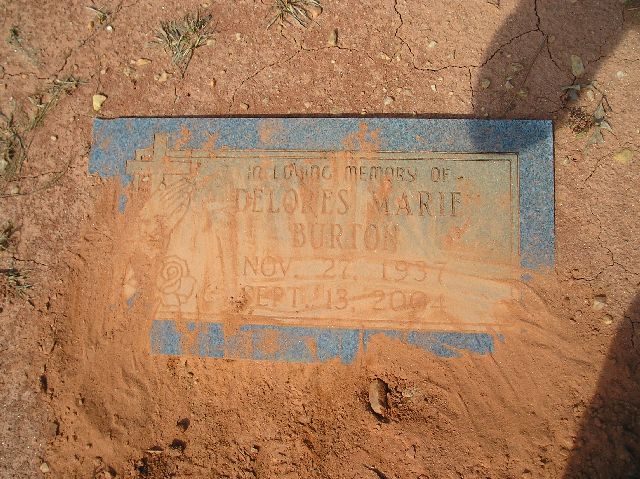 IN LOVING MEMORY OF
DELORES MARIE
BURTON
NOV. 27, 1937
SEPT. 13, 2004